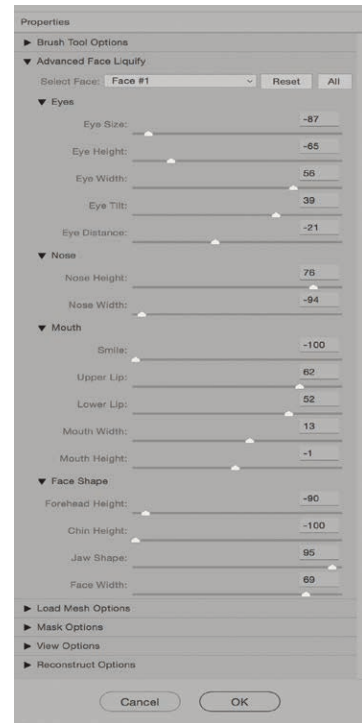 Properties
Brush Tool Options
Advanced Face Liquify
Select Face: Face #1 Reset All
Eyes
Eye Size: -87
Eye Height: -65
Eye Width: 56
Eye Tilt: 39
Eye Distance: -21
Nose
Nose Height: 76
Nose Width: -94
Mouth
Smile: -100
Upper Lip: 62
Lower Lip: 52
Mouth Width: 13
Mouth Height: -1
Face Shape
Forehead Height: -90
Chin Height: -100
Jaw Shape: 95
Face Width: 69
Load Mesh Options
Mask Options
View Options
Reconstruct Options
Cancel OK